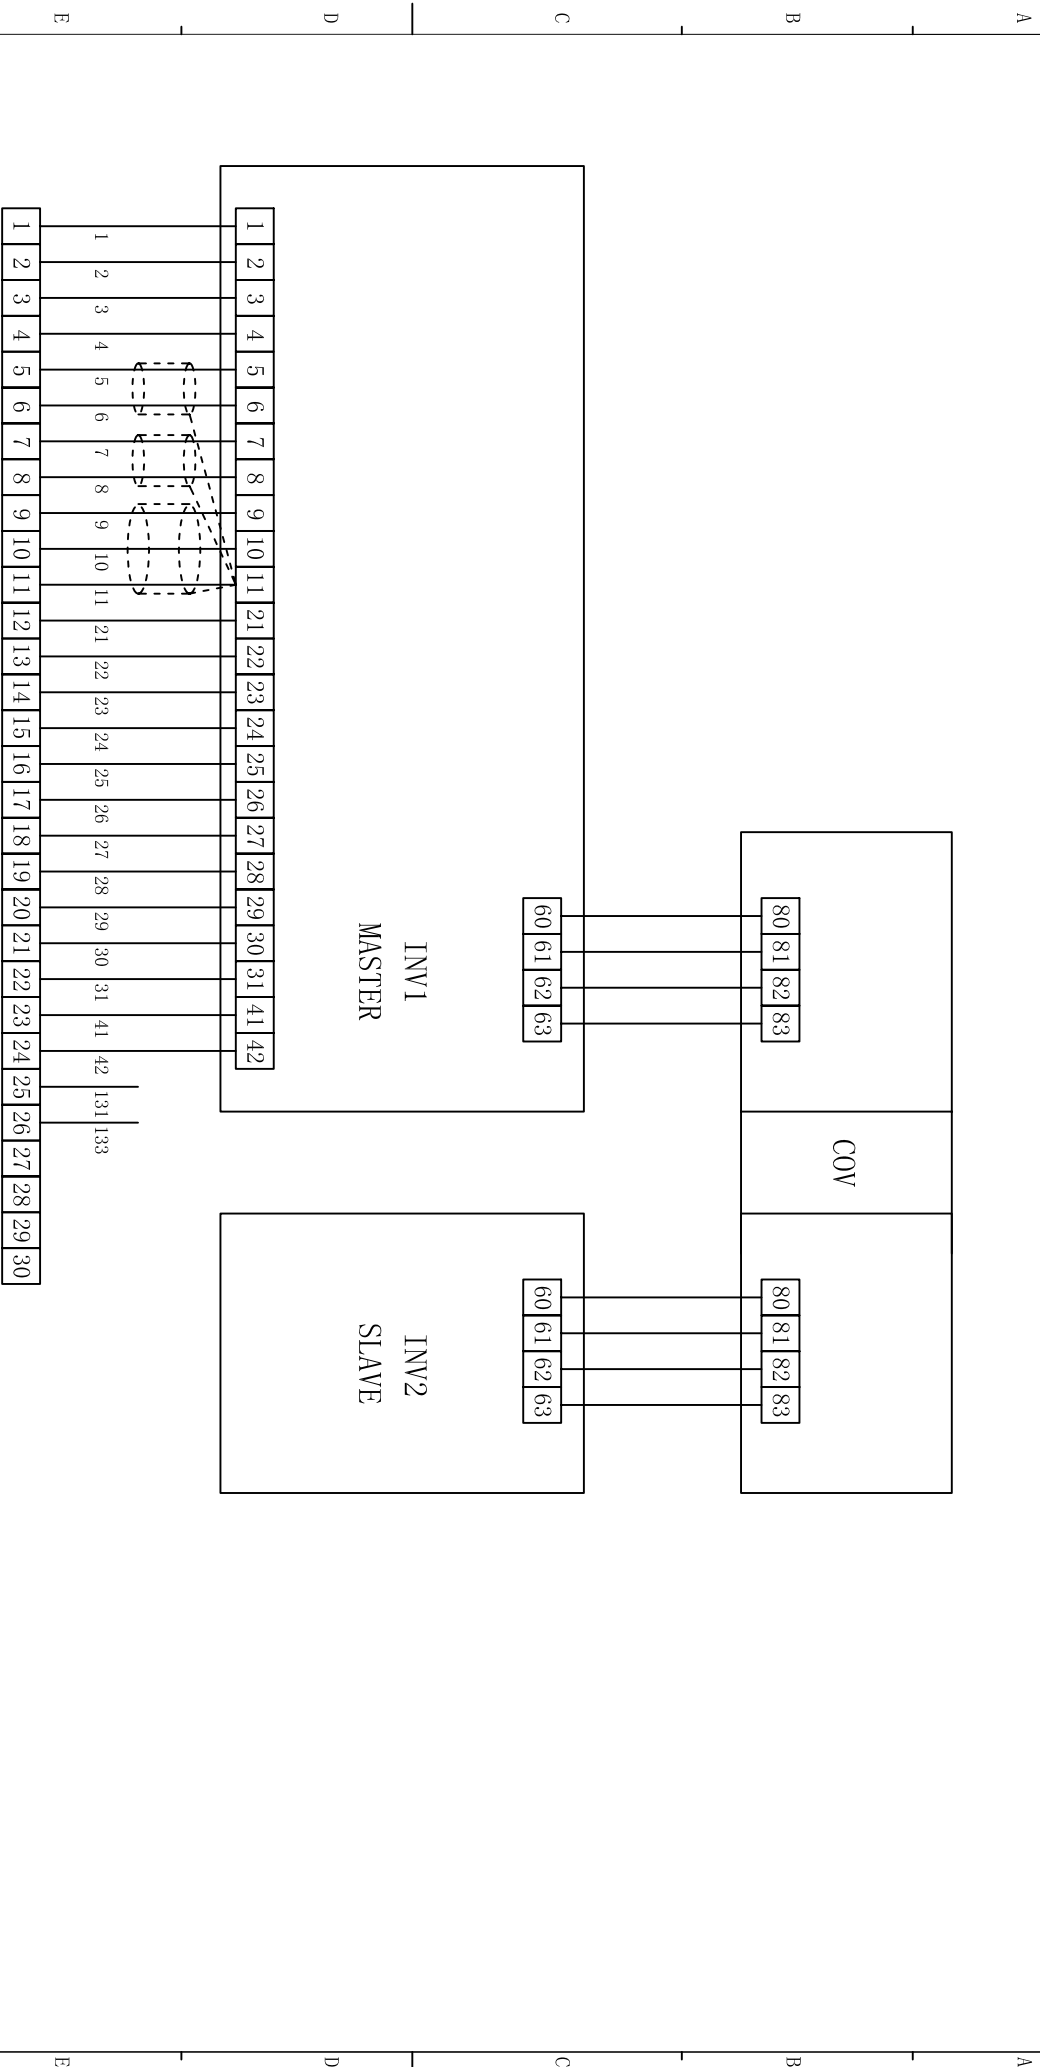 A
B
C
D
E
80 81 82 83
80 81 82 83
COV
60 61 62 63
60 61 62 63
INV1
MASTER
INV2
SLAVE
1 2 3 4 5 6 7 8 9 10 11 21 22 23 24 25 26 27 28 29 30 31 41 42
1 2 3 4 5 6 7 8 9 10 11 21 22 23 24 25 26 27 28 29 30 31 41 42 131 133
1 2 3 4 5 6 7 8 9 10 11 12 13 14 15 16 17 18 19 20 21 22 23 24 25 26 27 28 29 30
A
B
C
D
E